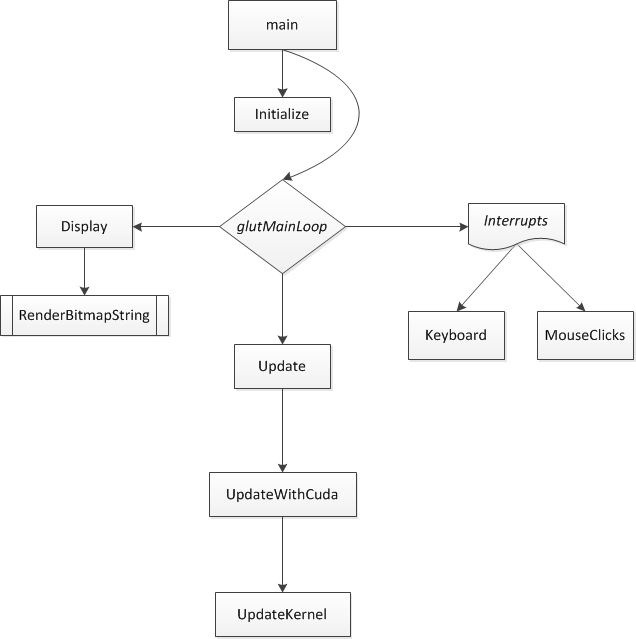 main
Initialize
Display
glutMainLoop
Interrupts
RenderBitmapString
Keyboard
MouseClicks
Update
UpdateWithCuda
UpdateKernel